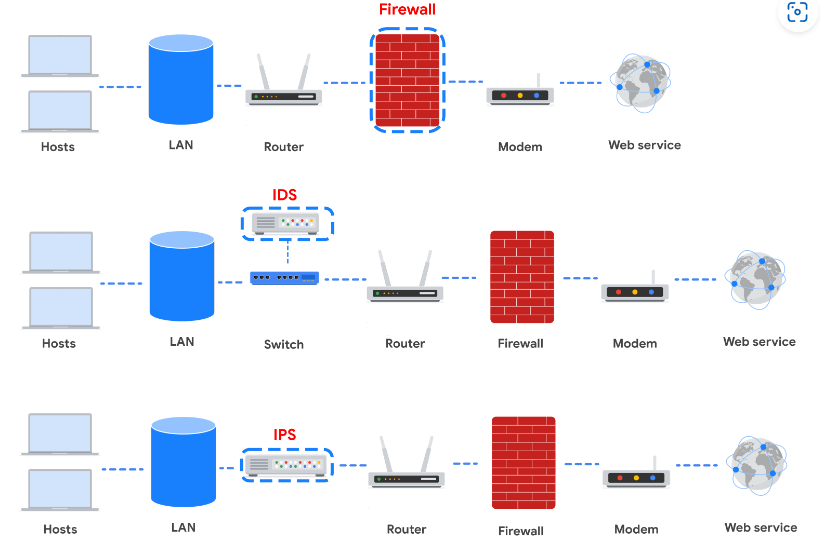 Firewall
Hosts
LAN
Router
Modem
Web service
IDS
Hosts
LAN
Switch
Router
Firewall
Modem
Web service
IPS
Hosts
LAN
Router
Firewall
Modem
Web service